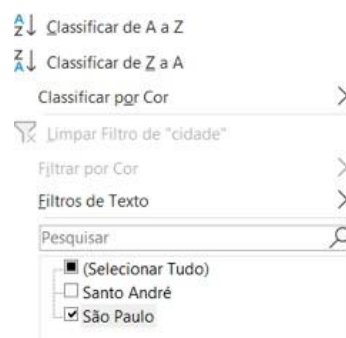 Classificar de A a Z
Classificar de Z a A
Classificar por Cor
Limpar Filtro de "cidade"
Filtrar por Cor
Filtros de Texto
Pesquisar
(Selecionar Tudo)
Santo André
São Paulo